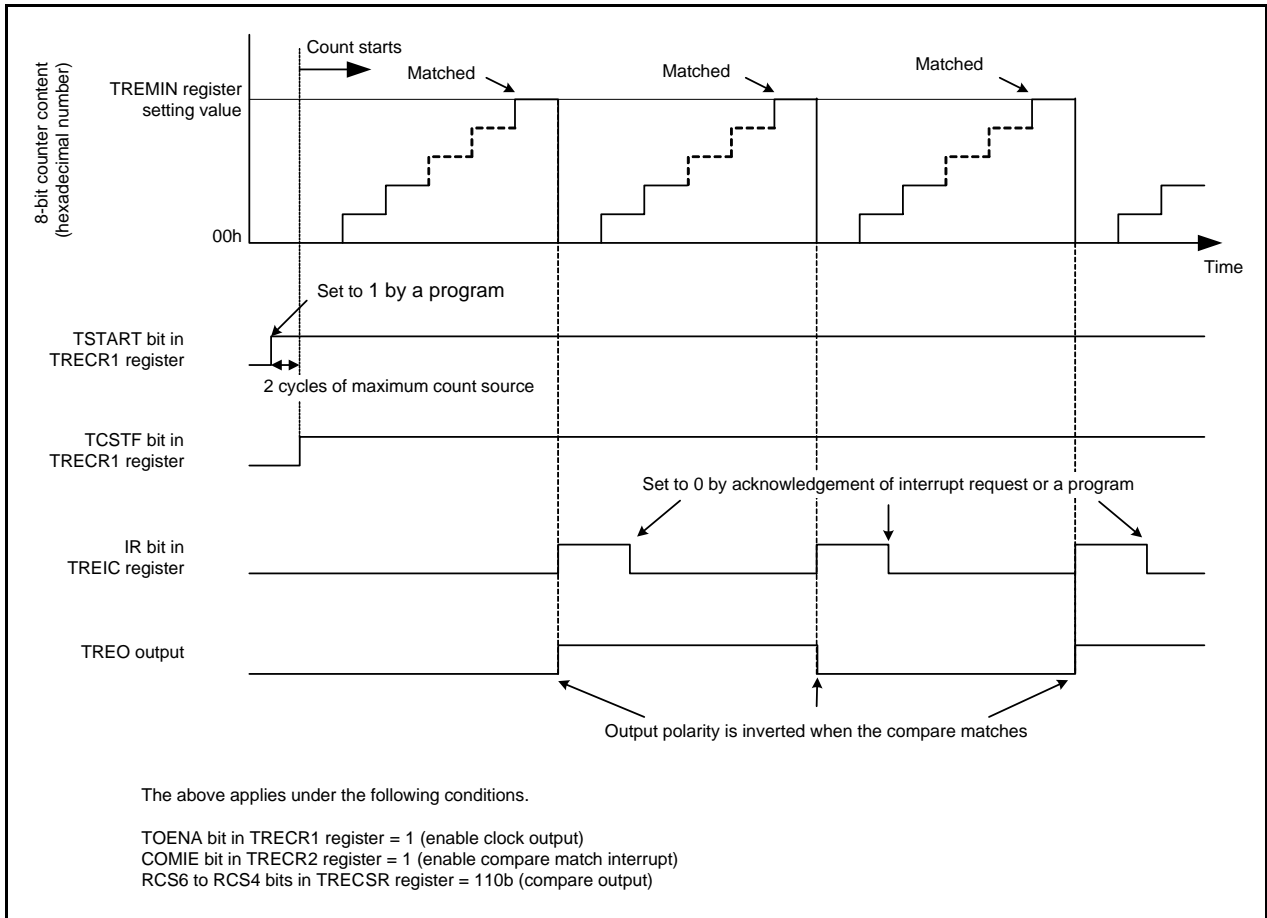 8-bit counter content
(hexadecimal number)
Count starts
Matched
Matched
Matched
TREMIN register
setting value
00h
Time
Set to 1 by a program
TSTART bit in
TRECR1 register
2 cycles of maximum count source
TCSTF bit in
TRECR1 register
Set to 0 by acknowledgement of interrupt request or a program
IR bit in
TREIC register
TREO output
Output polarity is inverted when the compare matches
The above applies under the following conditions.
TOENA bit in TRECR1 register = 1 (enable clock output)
COMIE bit in TRECR2 register = 1 (enable compare match interrupt)
RCS6 to RCS4 bits in TRECSR register = 110b (compare output)